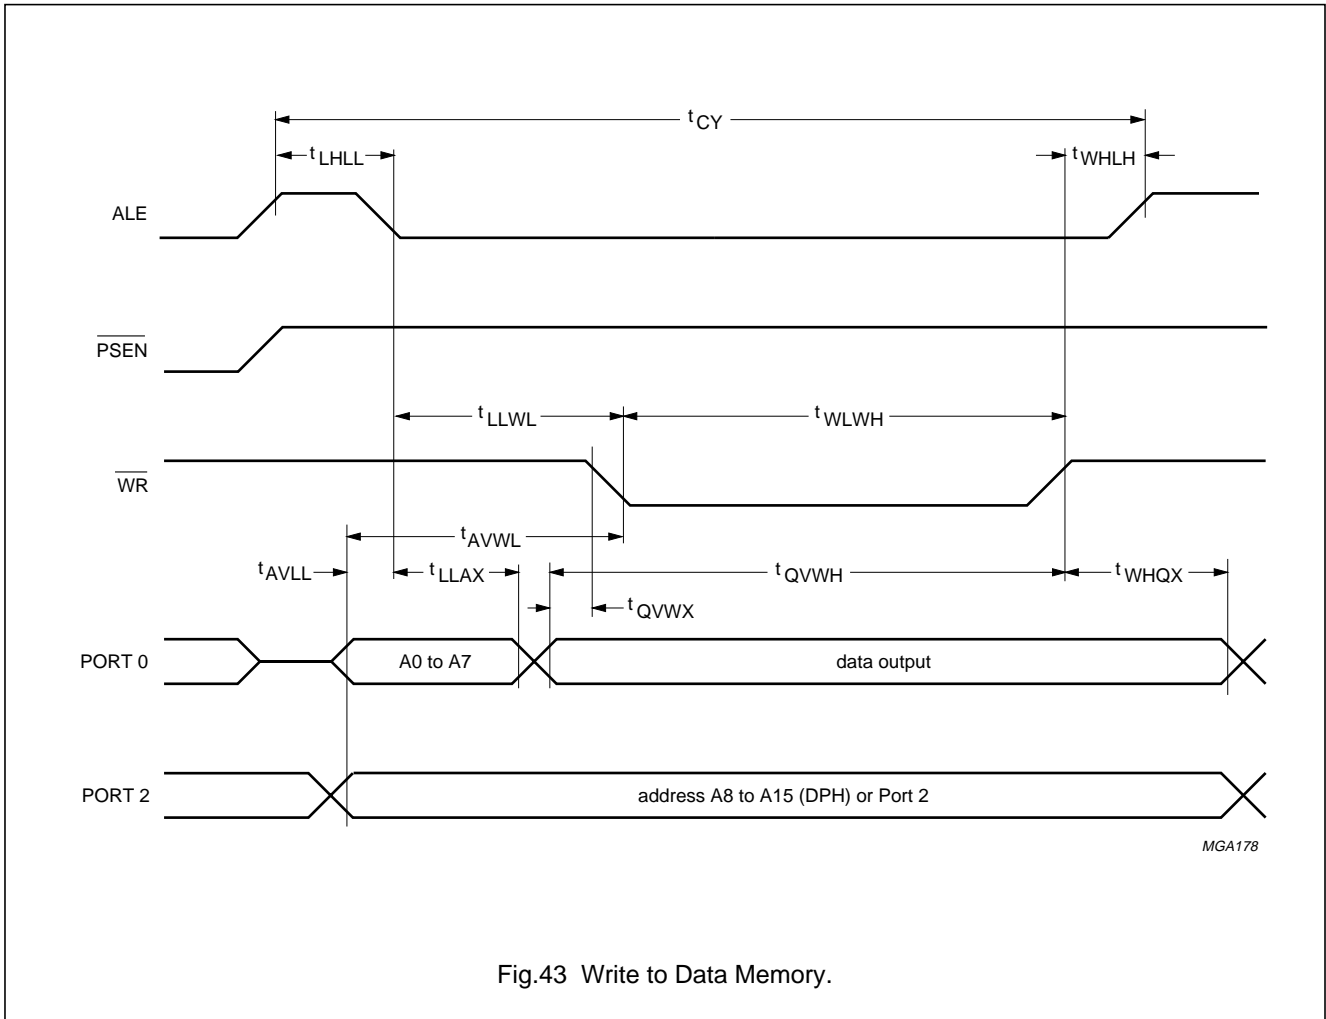 tCY
tLHLL
tWHLH
ALE
PSEN
tLLWL
tWLWH
WR
tAVWL
tAVLL
tLLAX
tQVWH
tWHQX
tQVWX
PORT 0
A0 to A7
data output
PORT 2
address A8 to A15 (DPH) or Port 2
MGA178
Fig.43 Write to Data Memory.